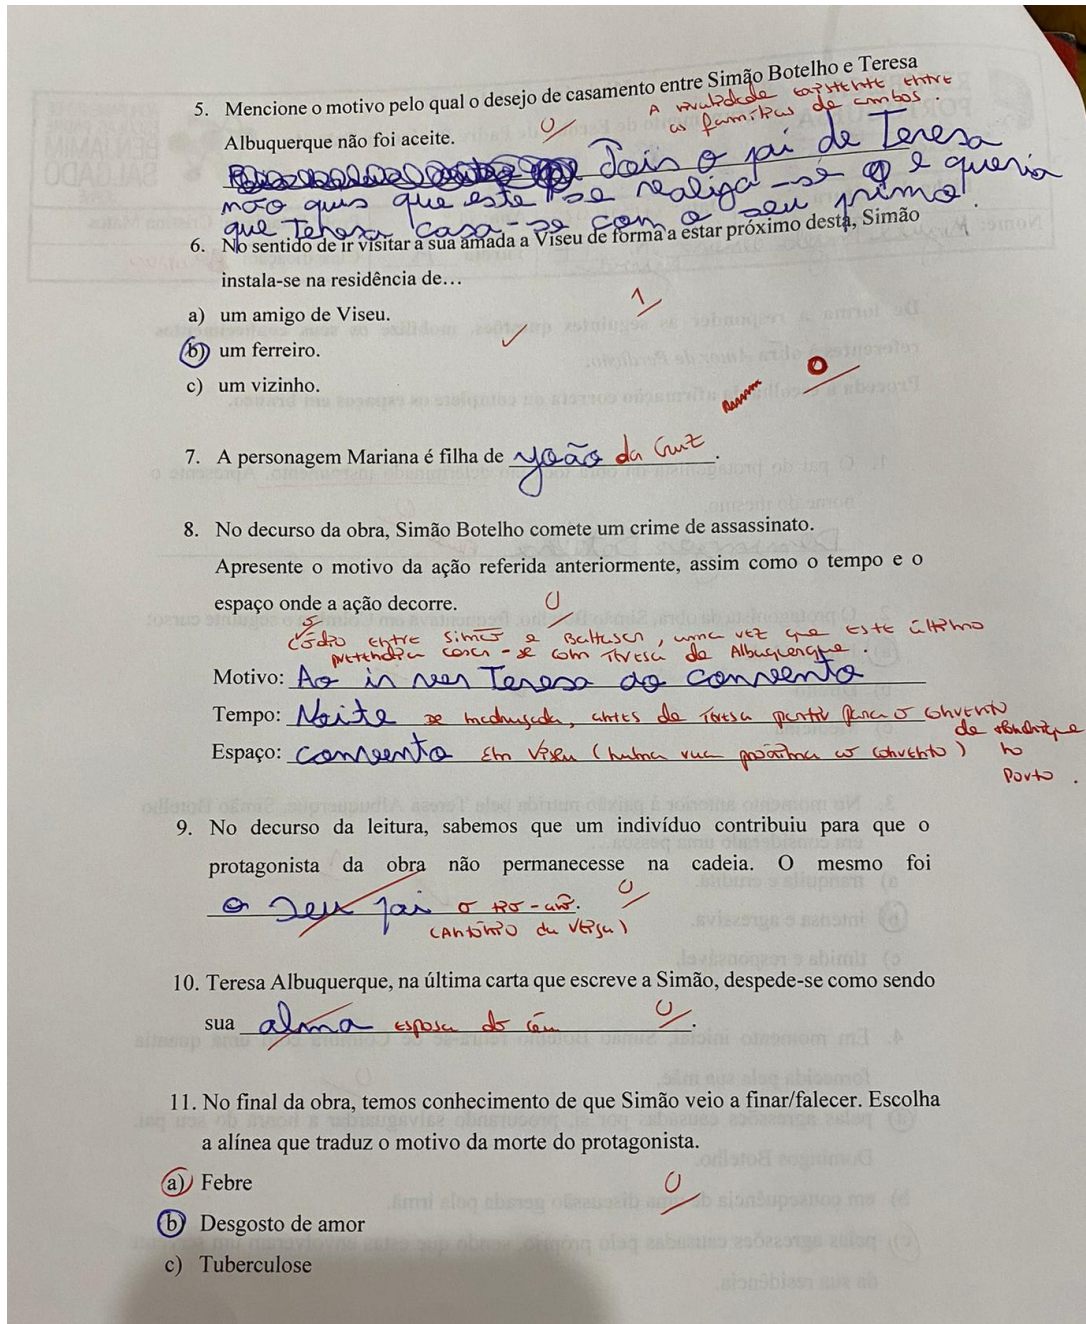 5. Mencione o motivo pelo qual o desejo de casamento entre Simão Botelho e Teresa
A rivalidade existente entre
Albuquerque não foi aceite.
0
as famílias de ambos.
Pois o pai de Teresa
não quis que este se realiza-se e queria
que Teresa casa-se com o seu primo.
6. No sentido de ir visitar a sua amada a Viseu de forma a estar próximo desta, Simão
instala-se na residência de…
a) um amigo de Viseu.
1
b) um ferreiro.
c) um vizinho.
0
7. A personagem Mariana é filha de João da Cruz.
8. No decurso da obra, Simão Botelho comete um crime de assassinato.
Apresente o motivo da ação referida anteriormente, assim como o tempo e o
espaço onde a ação decorre.
0
ódio entre Simão e Baltasar, uma vez que este último
pretendia casar-se com Teresa de Albuquerque.
Motivo: Ao ir ver Teresa do convento
Tempo: Noite de madrugada, antes de Teresa partir para o convento
de Monchique
Espaço: convento Em Viseu (numa rua próxima ao convento)
no
Porto.
9. No decurso da leitura, sabemos que um indivíduo contribuiu para que o
protagonista da obra não permanecesse na cadeia. O mesmo foi
o seu pai o tio-avô.
0
(António da Veiga)
10. Teresa Albuquerque, na última carta que escreve a Simão, despede-se como sendo
sua alma esposa do céu
0
.
11. No final da obra, temos conhecimento de que Simão veio a finar/falecer. Escolha
a alínea que traduz o motivo da morte do protagonista.
a) Febre
0
b) Desgosto de amor
c) Tuberculose